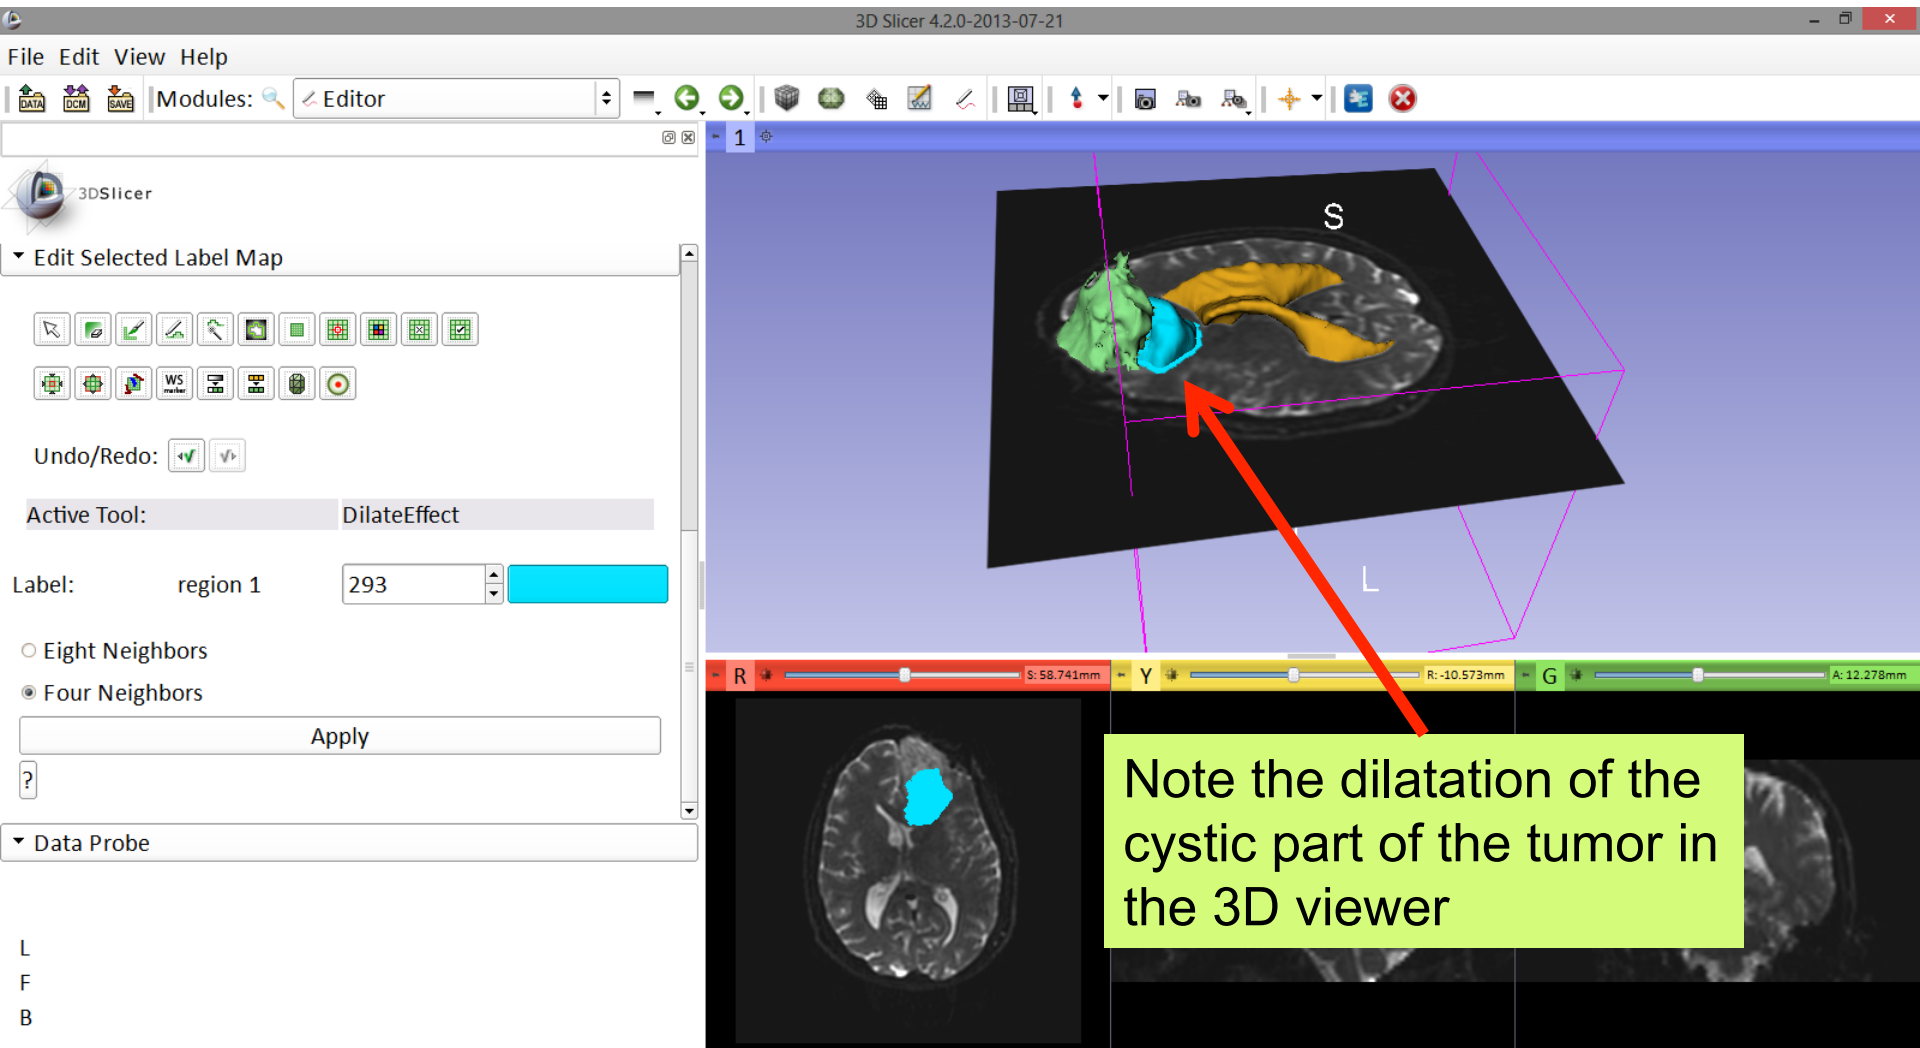 3D Slicer 4.2.0-2013-07-21
File Edit View Help
DATA DCM SAVE Modules: Editor
1
3DSlicer
Edit Selected Label Map
S
WS
marker
Undo/Redo:
Active Tool: DilateEffect
Label: region 1 293
L
Eight Neighbors
R S: 58.741mm Y R: -10.573mm G A: 12.278mm
Four Neighbors
Apply
?
Note the dilatation of the
cystic part of the tumor in
the 3D viewer
Data Probe
L
F
B